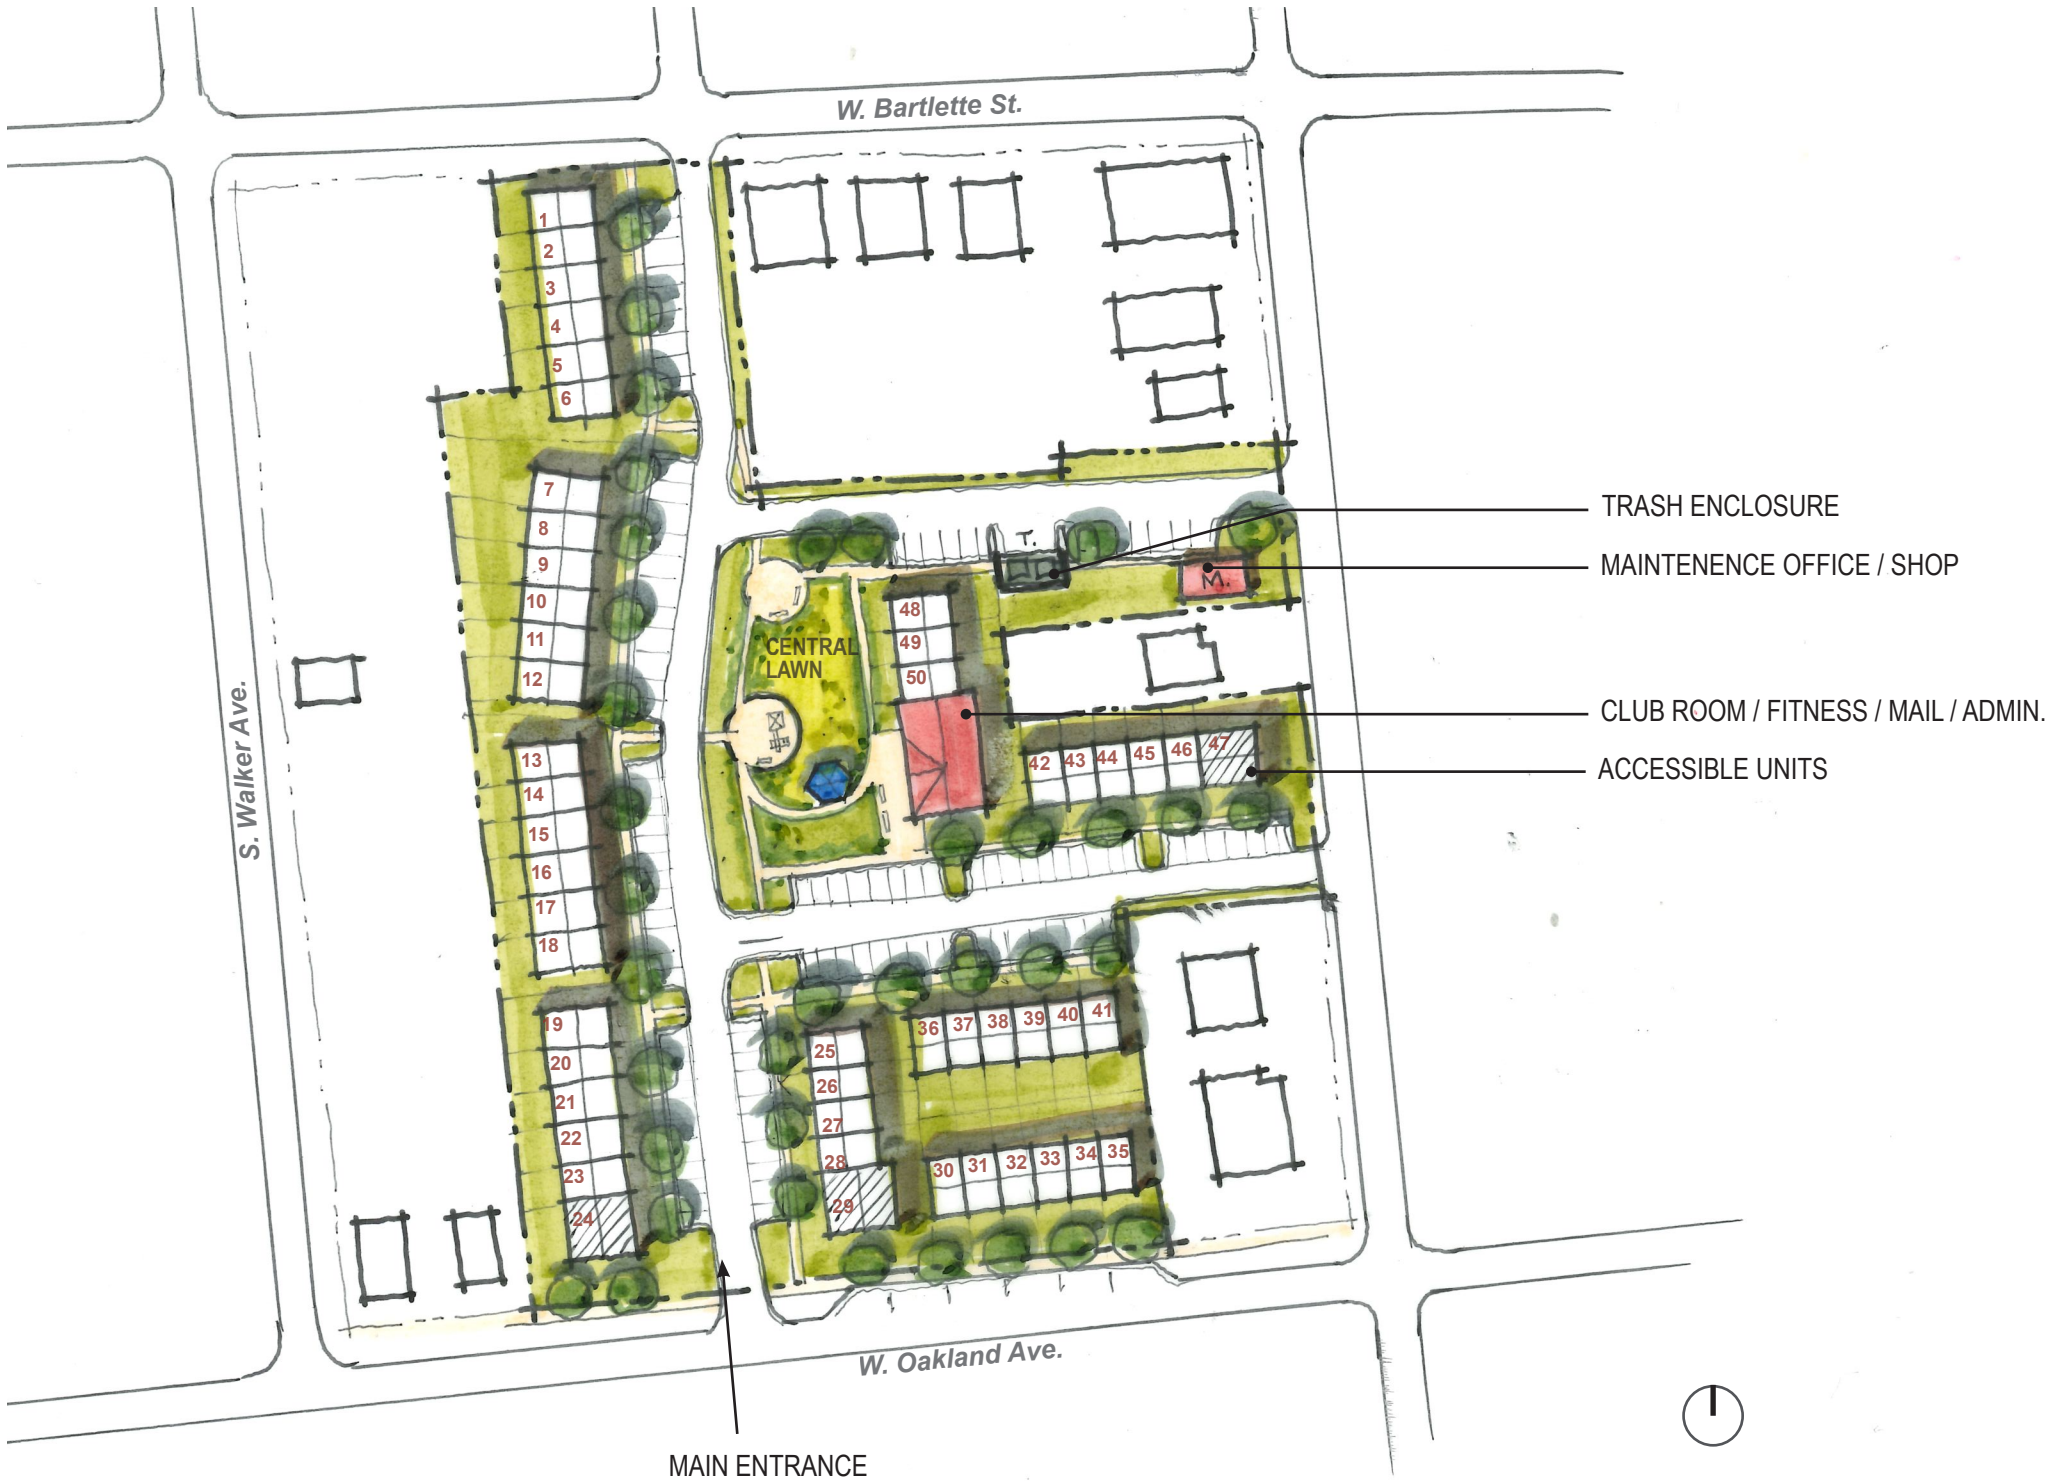 W. Bartlette St.
1
2
3
4
5
6
7
8
9
10
11
12
13
14
15
16
17
18
19
20
21
22
23
24
25
26
27
28
29
30 31 32 33 34 35
36 37 38 39 40 41
42 43 44 45 46 47
48
49
50
CENTRAL
LAWN
T.
M.
TRASH ENCLOSURE
MAINTENENCE OFFICE / SHOP
CLUB ROOM / FITNESS / MAIL / ADMIN.
ACCESSIBLE UNITS
S. Walker Ave.
W. Oakland Ave.
MAIN ENTRANCE